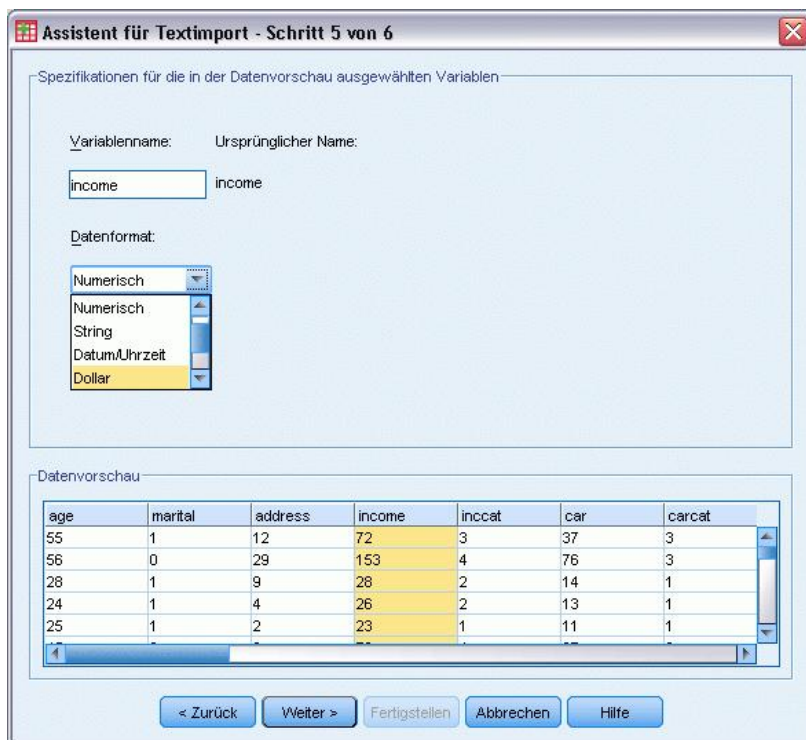 Assistent für Textimport - Schritt 5 von 6
Spezifikationen für die in der Datenvorschau ausgewählten Variablen
Variablenname: Ursprünglicher Name:
income income
Datenformat:
Numerisch
Numerisch
String
Datum/Uhrzeit
Dollar
Datenvorschau
age marital address income inccat car carcat
55 1 12 72 3 37 3
56 0 29 153 4 76 3
28 1 9 28 2 14 1
24 1 4 26 2 13 1
25 1 2 23 1 11 1
< Zurück Weiter > Fertigstellen Abbrechen Hilfe